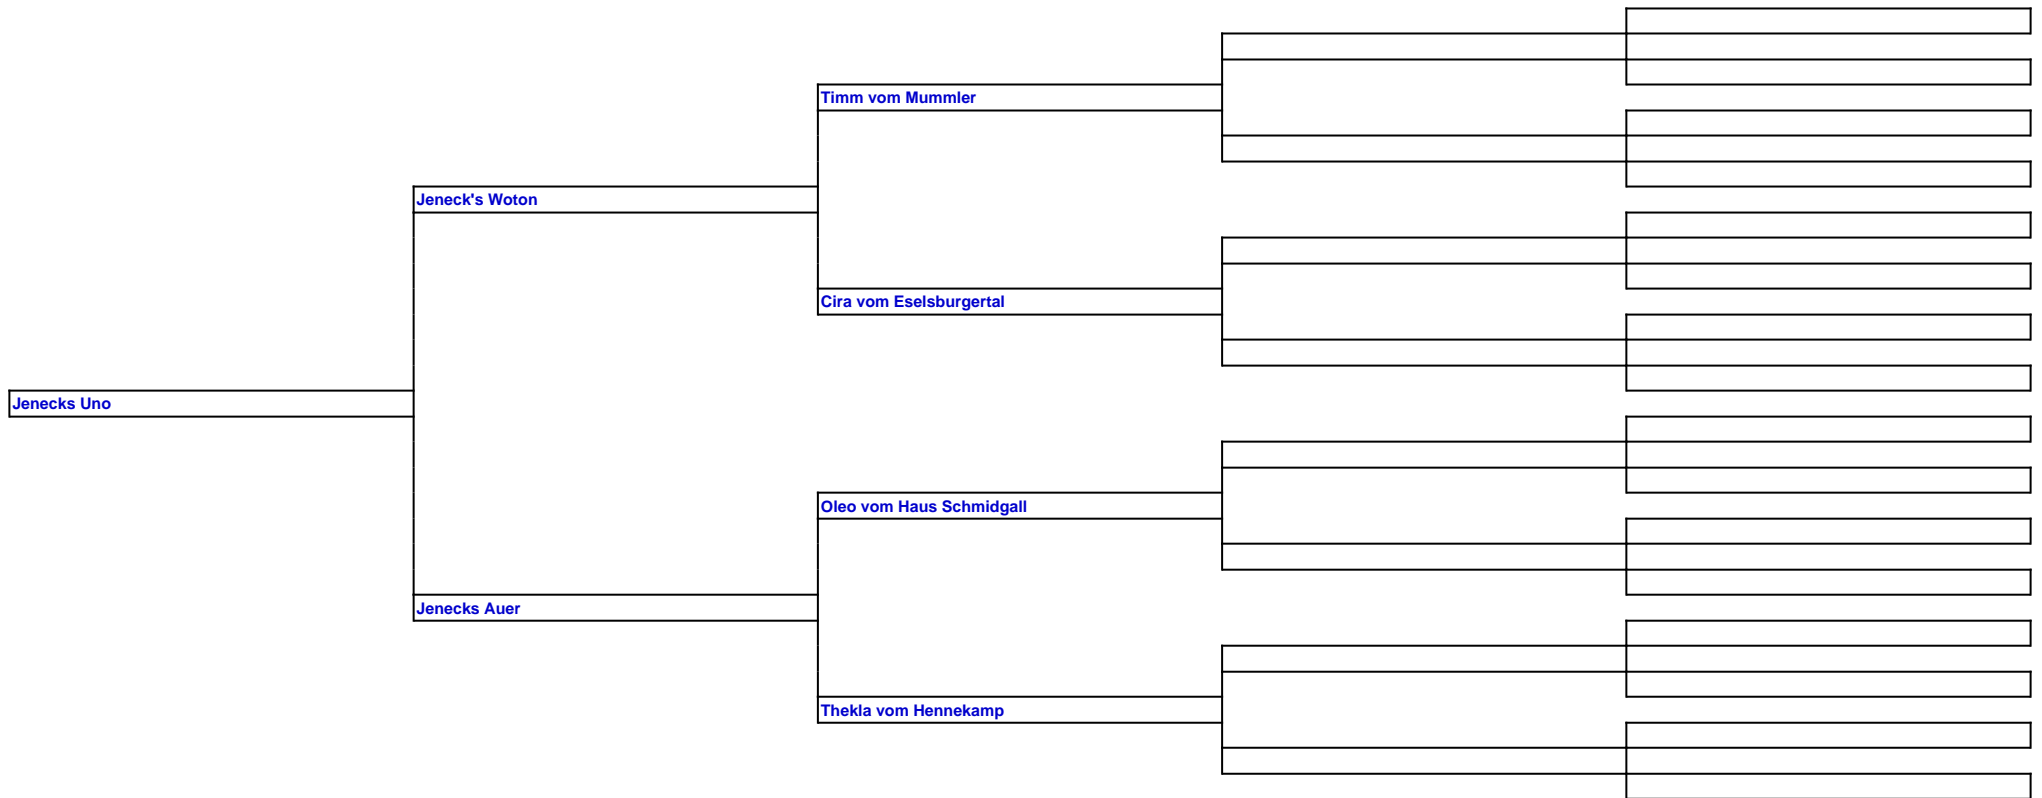 Timm vom Mummler
Jeneck's Woton
Cira vom Eselsburgertal
Jenecks Uno
Oleo vom Haus Schmidgall
Jenecks Auer
Thekla vom Hennekamp